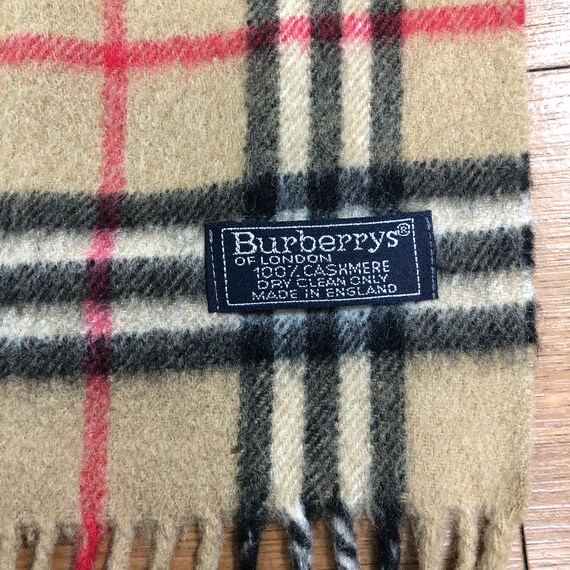 Burberrys®
OF LONDON
100% CASHMERE
DRY CLEAN ONLY
MADE IN ENGLAND